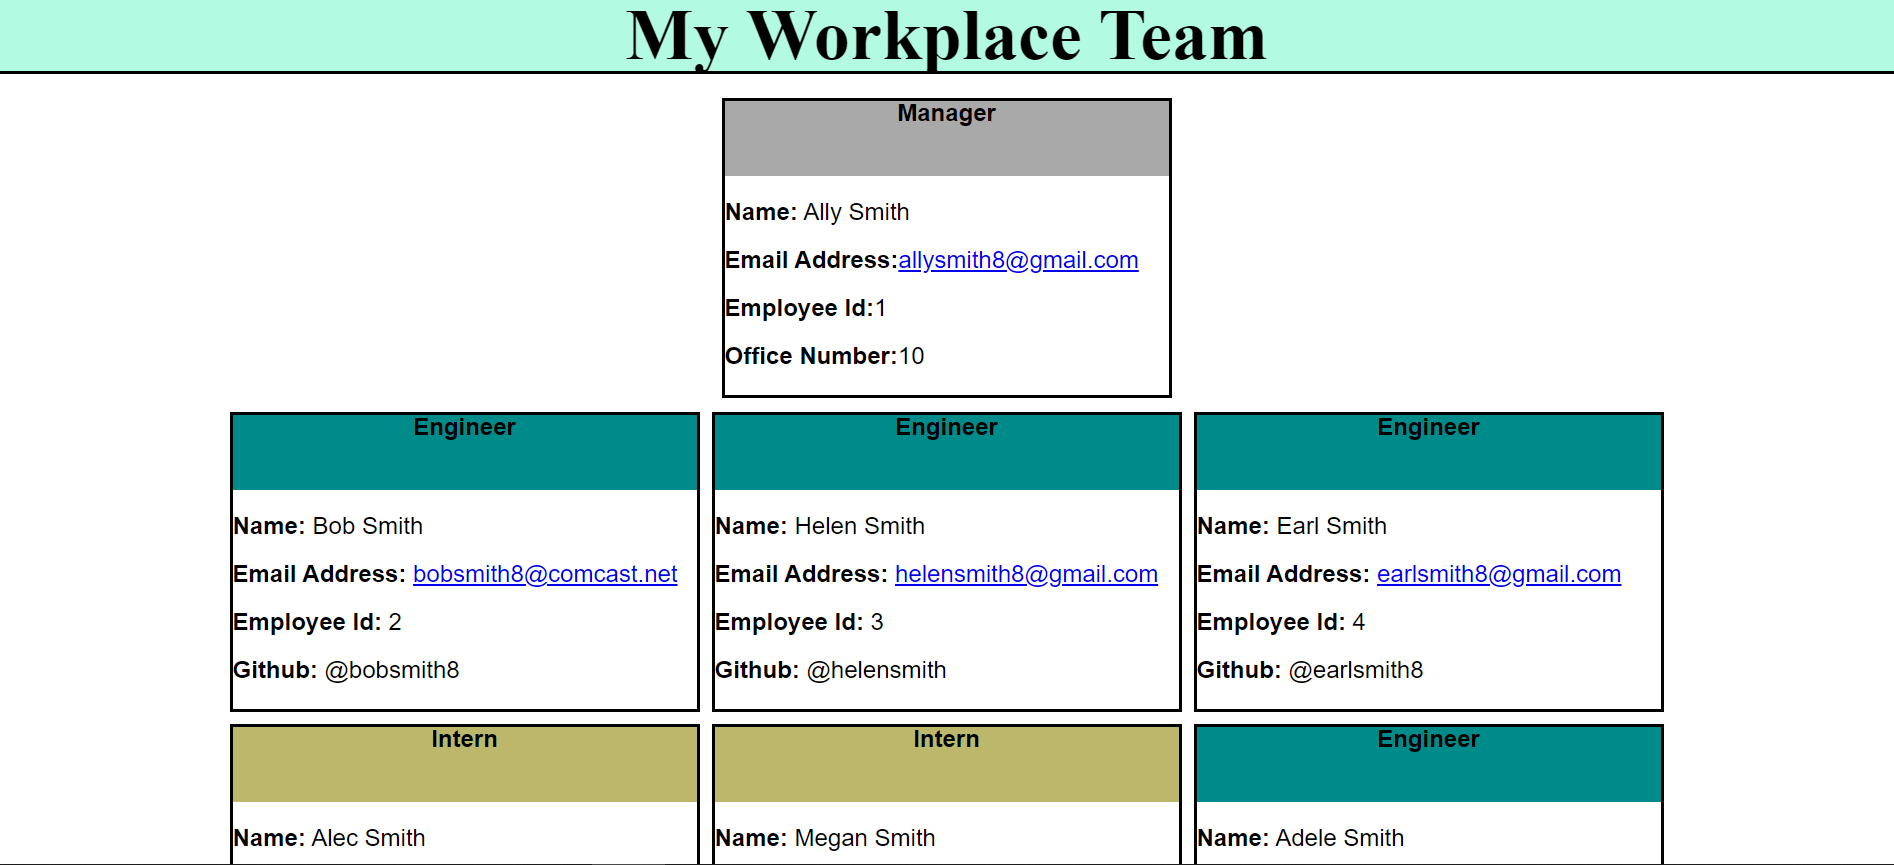 My Workplace Team
Manager
Name: Ally Smith
Email Address:allysmith8@gmail.com
Employee Id:1
Office Number:10
Engineer
Name: Bob Smith
Email Address: bobsmith8@comcast.net
Employee Id: 2
Github: @bobsmith8
Engineer
Name: Helen Smith
Email Address: helensmith8@gmail.com
Employee Id: 3
Github: @helensmith
Engineer
Name: Earl Smith
Email Address: earlsmith8@gmail.com
Employee Id: 4
Github: @earlsmith8
Intern
Name: Alec Smith
Intern
Name: Megan Smith
Engineer
Name: Adele Smith